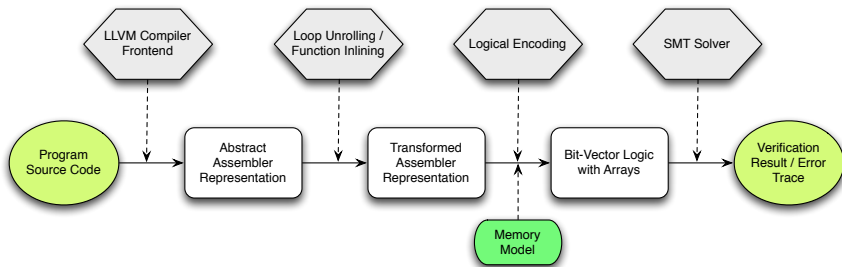 LLVM Compiler
Frontend
Loop Unrolling /
Function Inlining
Logical Encoding
SMT Solver
Program
Source Code
Abstract
Assembler
Representation
Transformed
Assembler
Representation
Bit-Vector Logic
with Arrays
Verification
Result / Error
Trace
Memory
Model